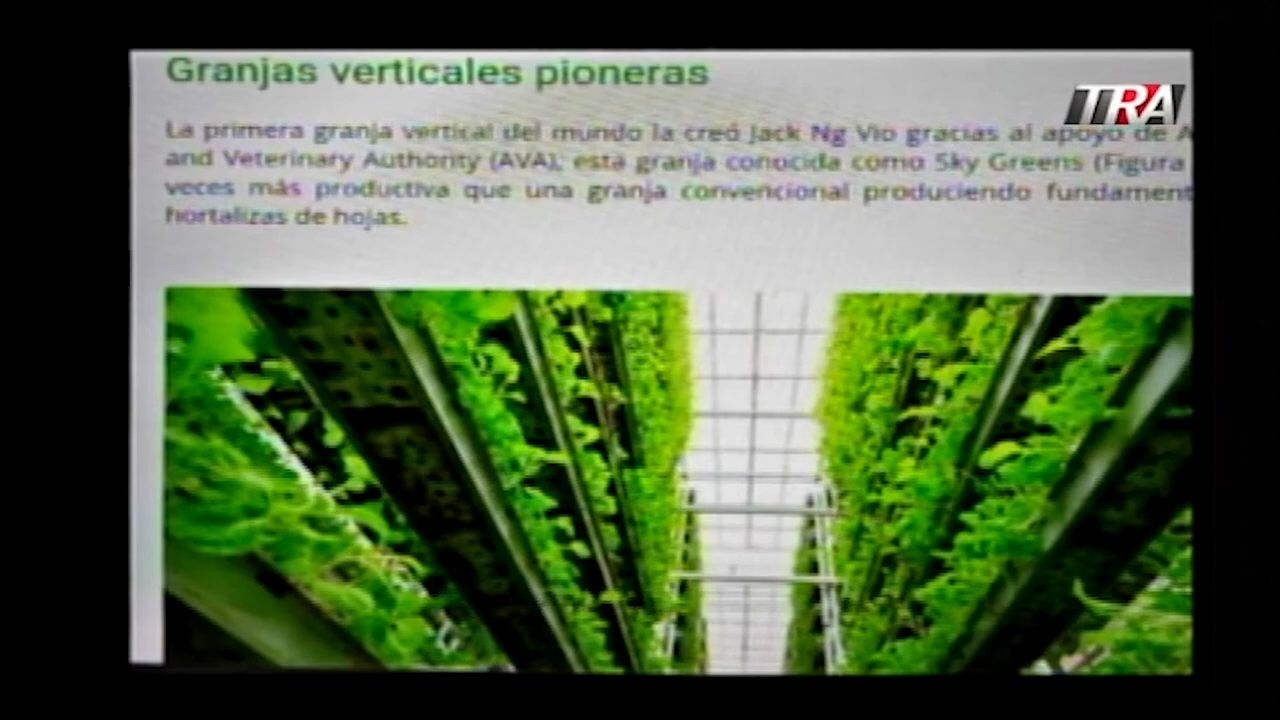 Granjas verticales pioneras
TRA
La primera granja vertical del mundo la creó Jack Ng Vio gracias al apoyo de A
and Veterinary Authority (AVA), esta granja conocida como Sky Greens (Figura
veces más productiva que una granja convencional produciendo fundament
hortalizas de hojas.